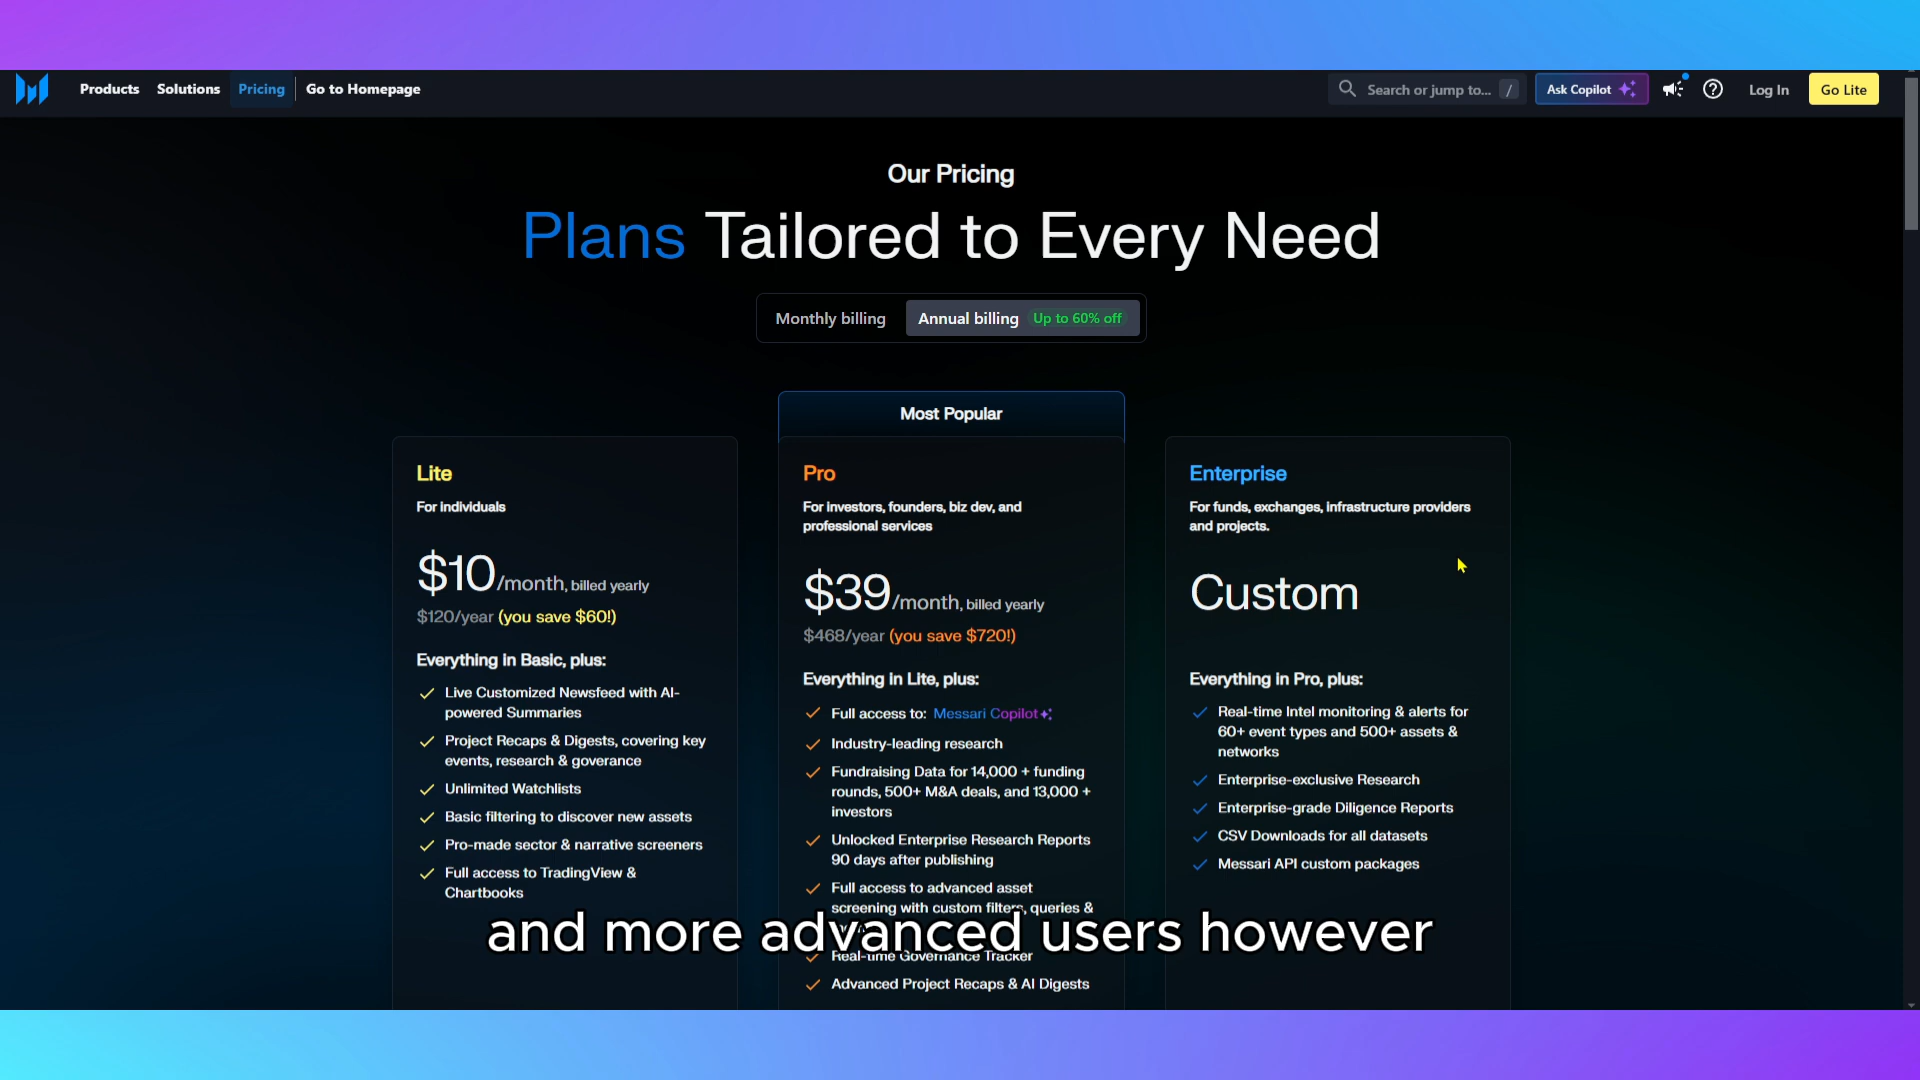 Products Solutions Pricing Go to Homepage Search or jump to... / Ask Copilot Log In Go Lite
Our Pricing
Plans Tailored to Every Need
Monthly billing Annual billing Up to 60% off
Most Popular
Lite
For individuals
$10/month, billed yearly
$120/year (you save $60!)
Everything in Basic, plus:
Live Customized Newsfeed with AI-
powered Summaries
Project Recaps & Digests, covering key
events, research & goverance
Unlimited Watchlists
Basic filtering to discover new assets
Pro-made sector & narrative screeners
Full access to TradingView &
Chartbooks
Pro
For investors, founders, biz dev, and
professional services
$39/month, billed yearly
$468/year (you save $720!)
Everything in Lite, plus:
Full access to: Messari Copilot
Industry-leading research
Fundraising Data for 14,000 + funding
rounds, 500+ M&A deals, and 13,000 +
investors
Unlocked Enterprise Research Reports
90 days after publishing
Full access to advanced asset
screening with custom filters, queries &
Real-time Governance Tracker
Advanced Project Recaps & AI Digests
Enterprise
For funds, exchanges, infrastructure providers
and projects.
Custom
Everything in Pro, plus:
Real-time Intel monitoring & alerts for
60+ event types and 500+ assets &
networks
Enterprise-exclusive Research
Enterprise-grade Diligence Reports
CSV Downloads for all datasets
Messari API custom packages
and more advanced users however